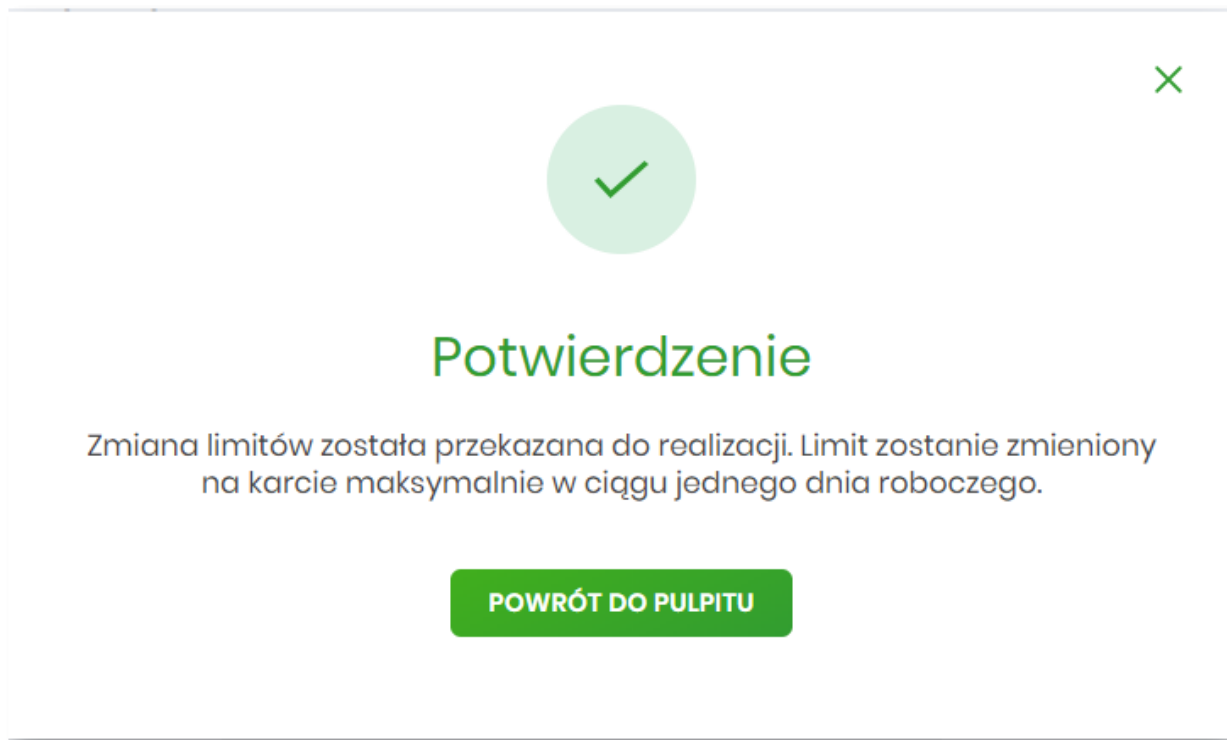 Potwierdzenie
Zmiana limitów została przekazana do realizacji. Limit zostanie zmieniony
na karcie maksymalnie w ciągu jednego dnia roboczego.
POWRÓT DO PULPITU